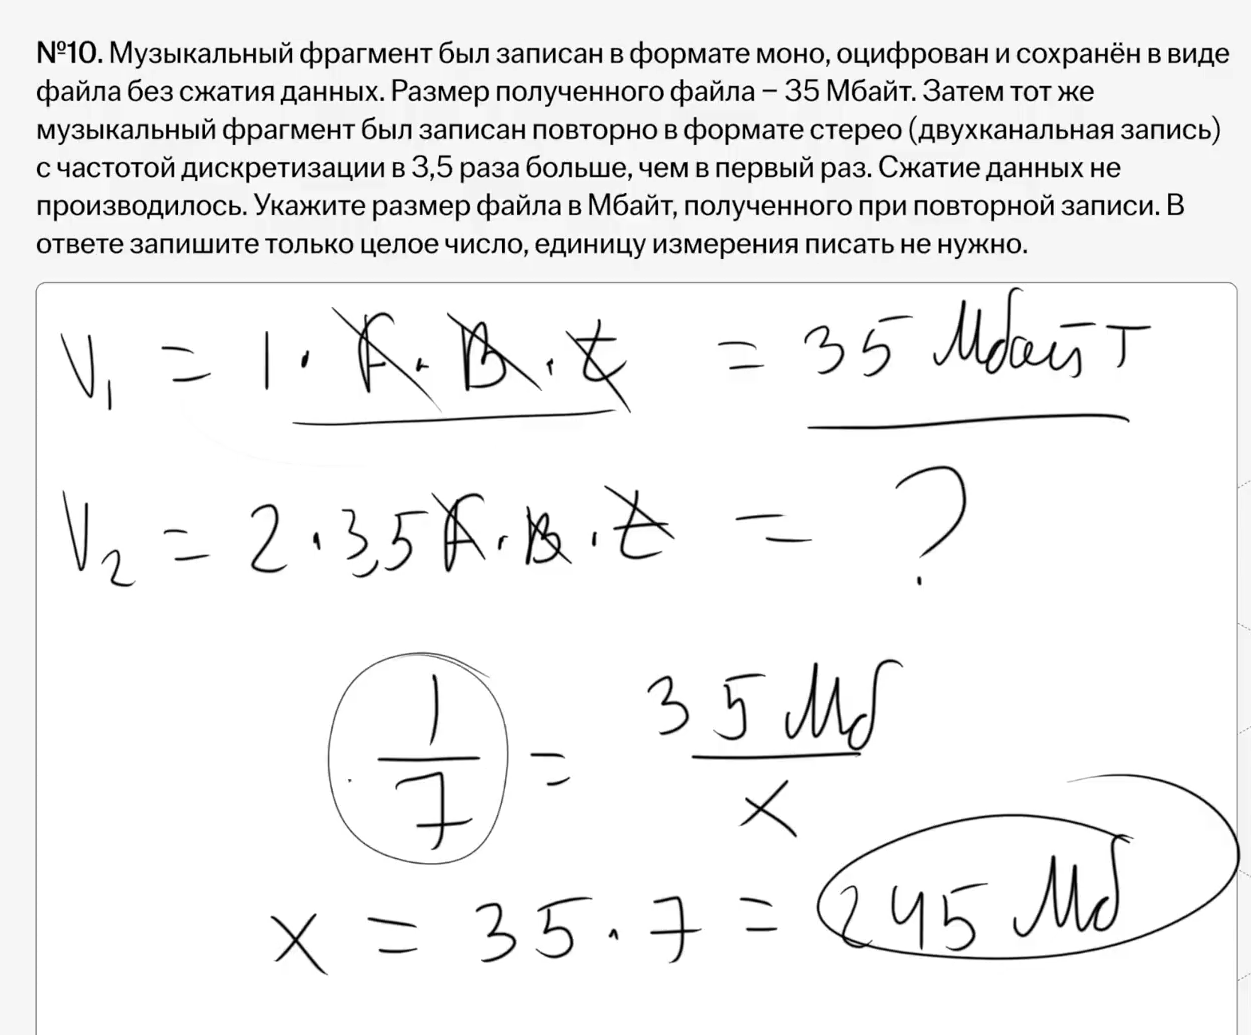 №10. Музыкальный фрагмент был записан в формате моно, оцифрован и сохранён в виде
файла без сжатия данных. Размер полученного файла – 35 Мбайт. Затем тот же
музыкальный фрагмент был записан повторно в формате стерео (двухканальная запись)
с частотой дискретизации в 3,5 раза больше, чем в первый раз. Сжатие данных не
производилось. Укажите размер файла в Мбайт, полученного при повторной записи. В
ответе запишите только целое число, единицу измерения писать не нужно.
V₁ = 1 · f · B · t = 35 Мбайт
V₂ = 2 · 3,5 f · B · t = ?
1/7 = 35 Мб/x
x = 35 · 7 = 245 Мб